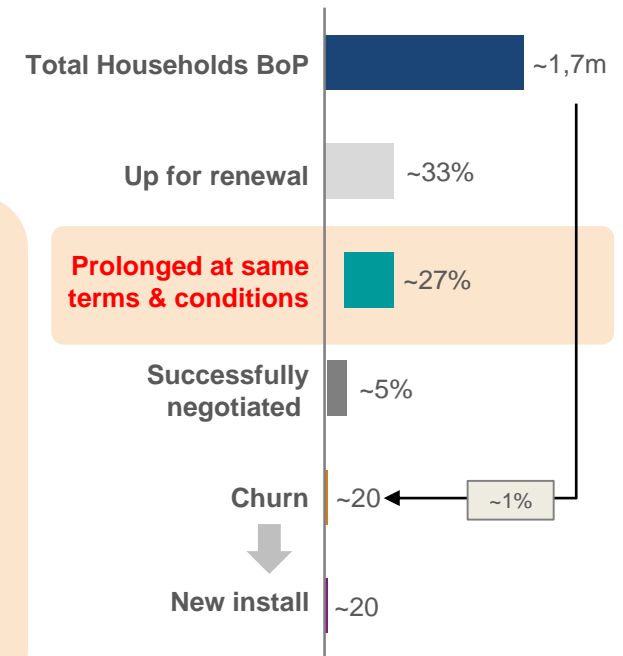 Total Households BoP
~1,7m
Up for renewal
~33%
Prolonged at same
terms & conditions
~27%
Successfully
negotiated
~5%
Churn
~20
~1%
New install
~20